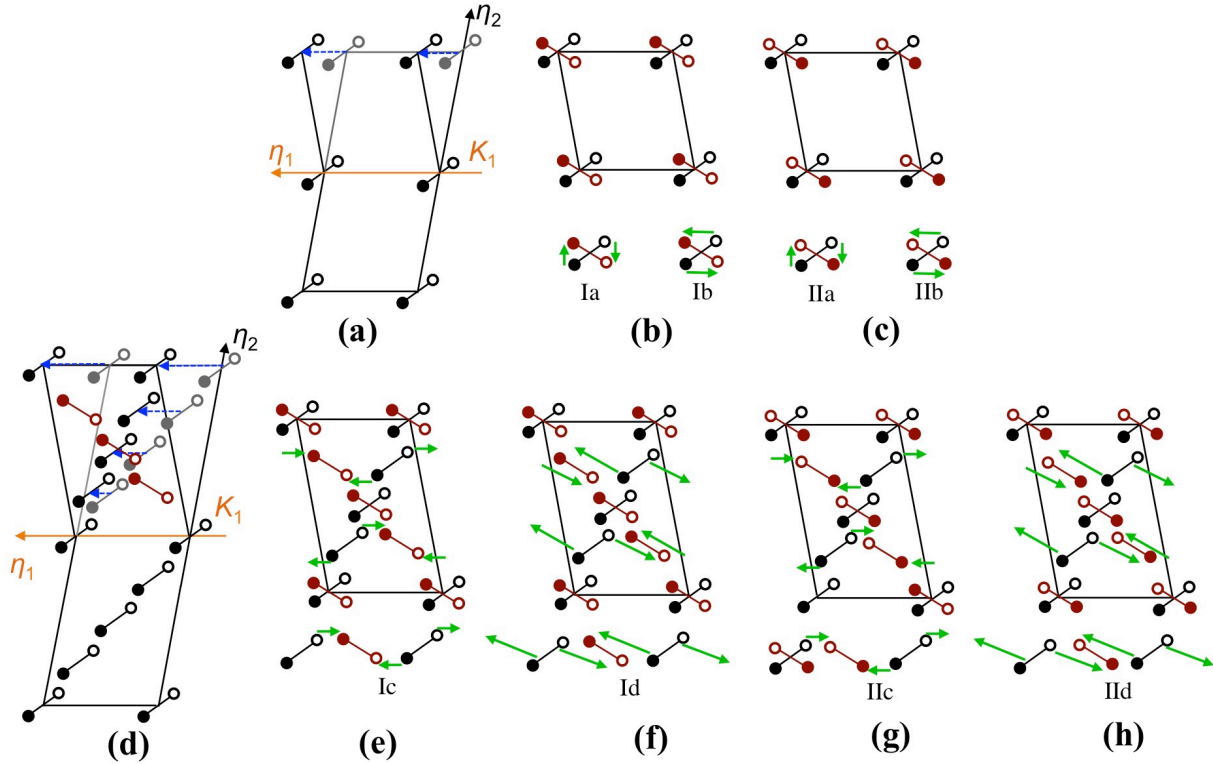 η2
η1
K1
Ia
Ib
IIa
IIb
(a)
(b)
(c)
η2
K1
η1
Ic
Id
IIc
IId
(d)
(e)
(f)
(g)
(h)